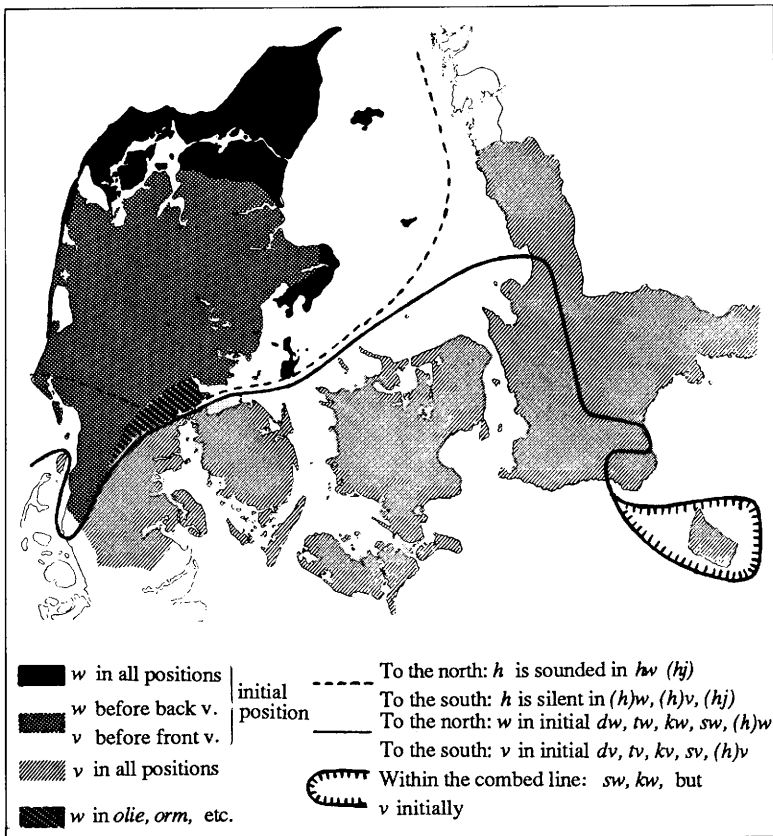 w in all positions
w before back v.
v before front v.
initial
position
v in all positions
w in olie, orm, etc.
To the north: h is sounded in hw (hj)
To the south: h is silent in (h)w, (h)v, (hj)
To the north: w in initial dw, tw, kw, sw, (h)w
To the south: v in initial dv, tv, kv, sv, (h)v
Within the combed line: sw, kw, but
v initially